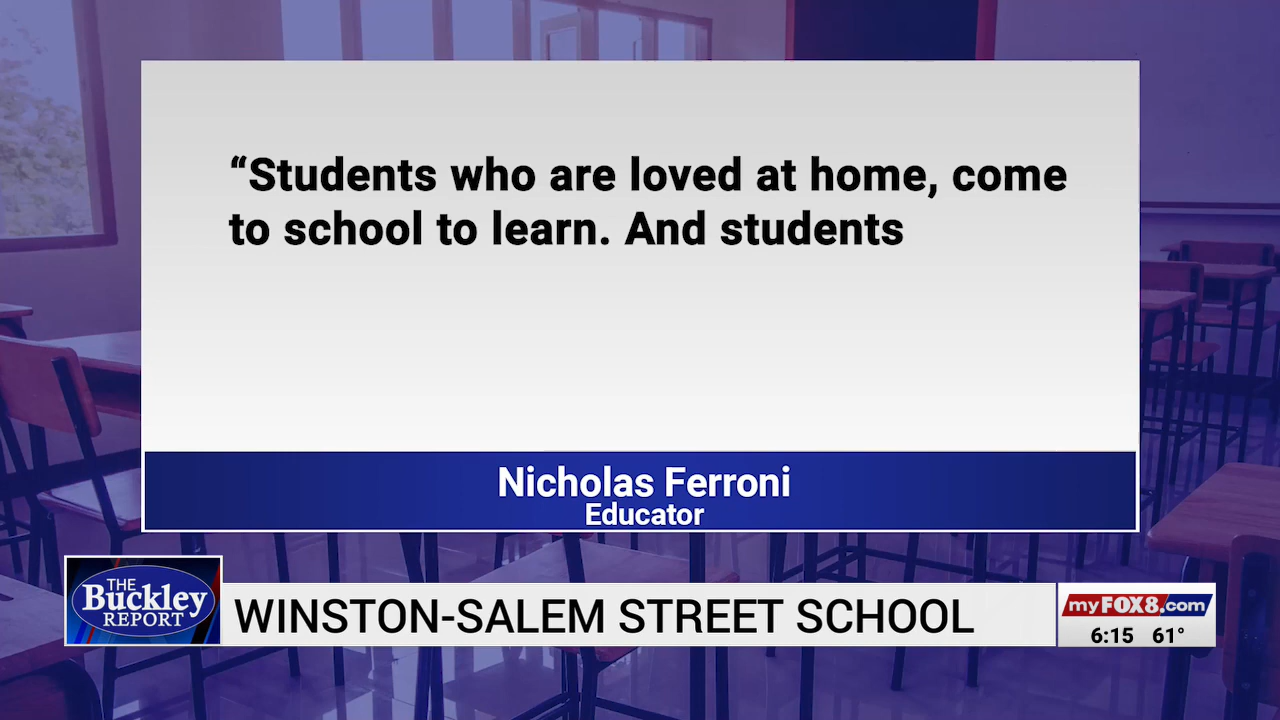 “Students who are loved at home, come
to school to learn. And students
Nicholas Ferroni
Educator
THE
Buckley
REPORT
WINSTON-SALEM STREET SCHOOL
myFOX8.com
6:15 61°